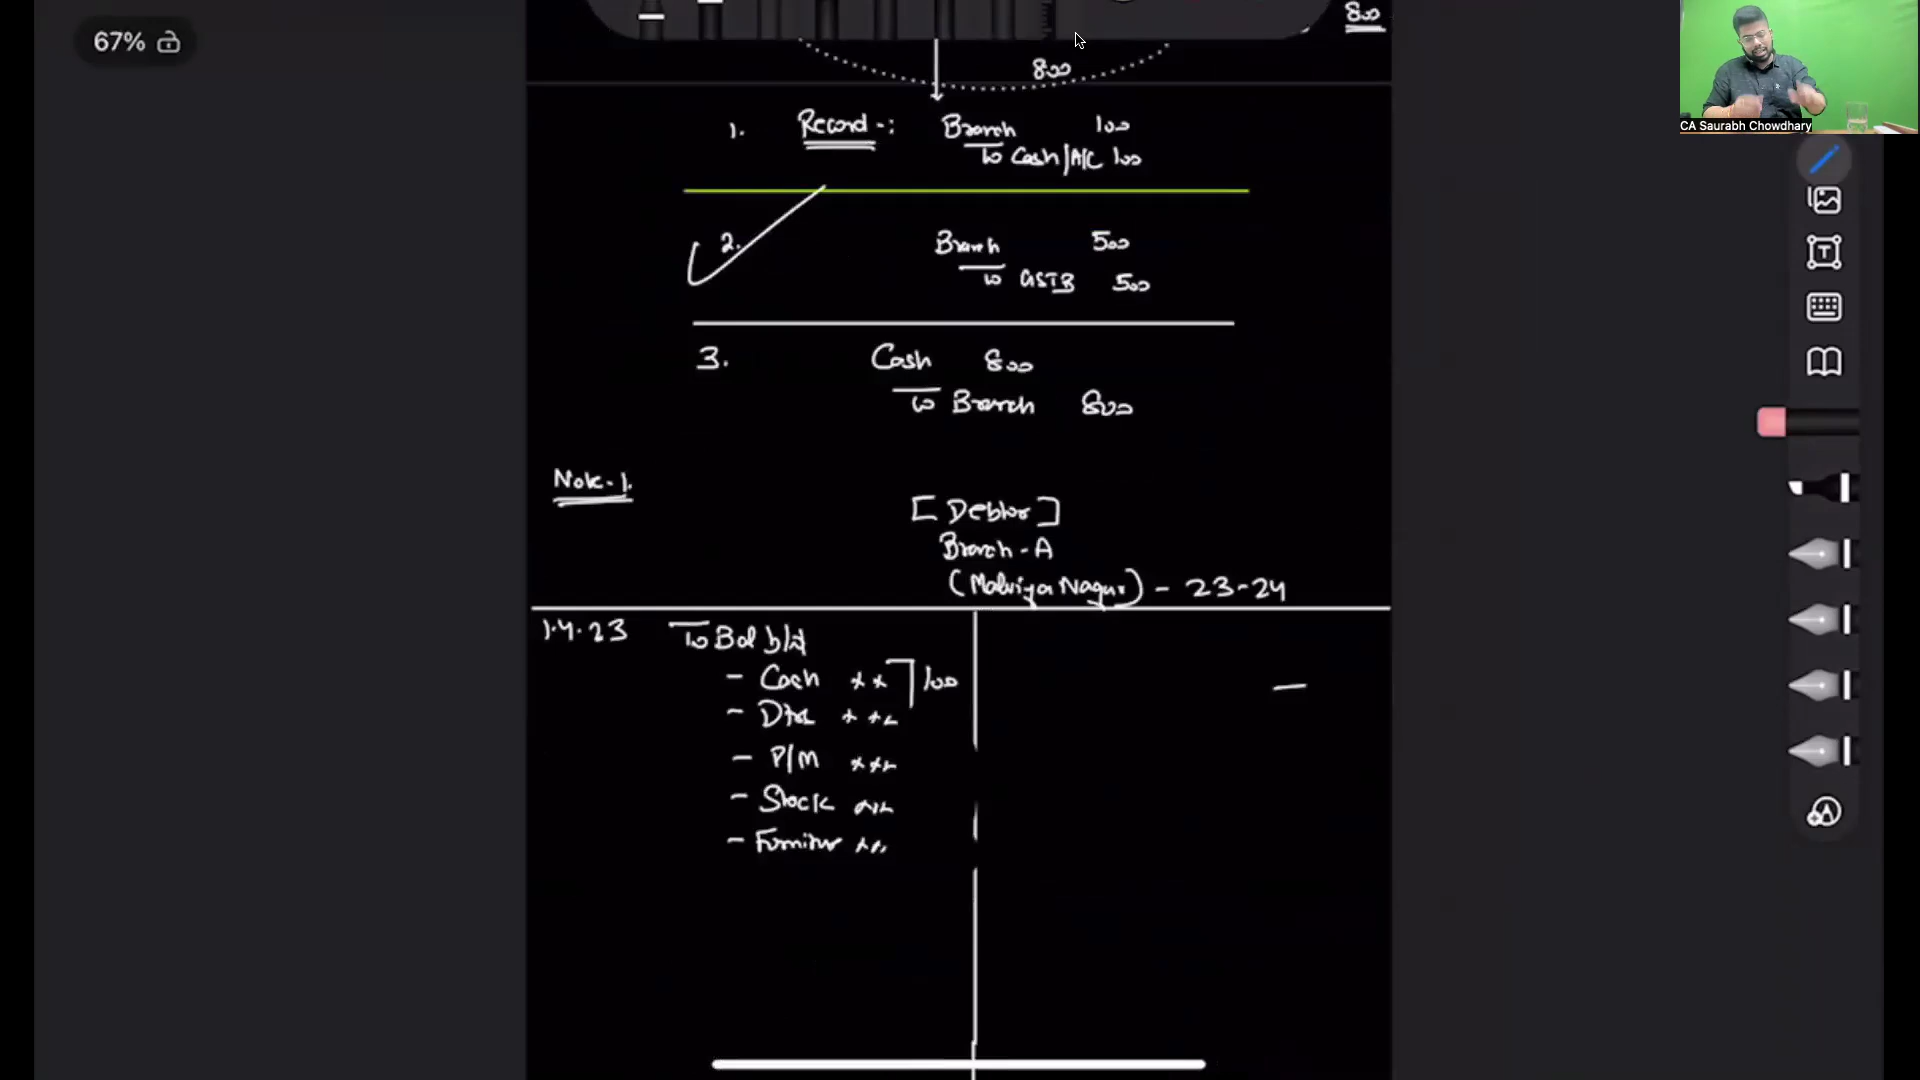 67%
800
800
1. Record-: Branch 100
To Cash/A/C 100
2. Branch 500
To GSTB 500
3. Cash 800
To Branch 800
Note-1.
[Debtor]
Branch-A
(Malviya Nagar) - 23-24
1.4.23 To Bal b/d
- Cash xx ] 100
- Dtrs xxx
- P/M xxx
- Stock xxx
- Furniture xxx
CA Saurabh Chowdhary